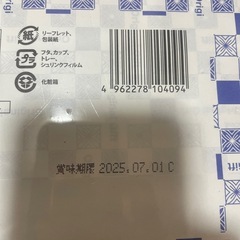 紙
リーフレット、
包装紙
プラ
フタ、カップ、
トレー、
シュリンクフィルム
化粧箱
4 962278 104094
賞味期限 2025.07.01 C